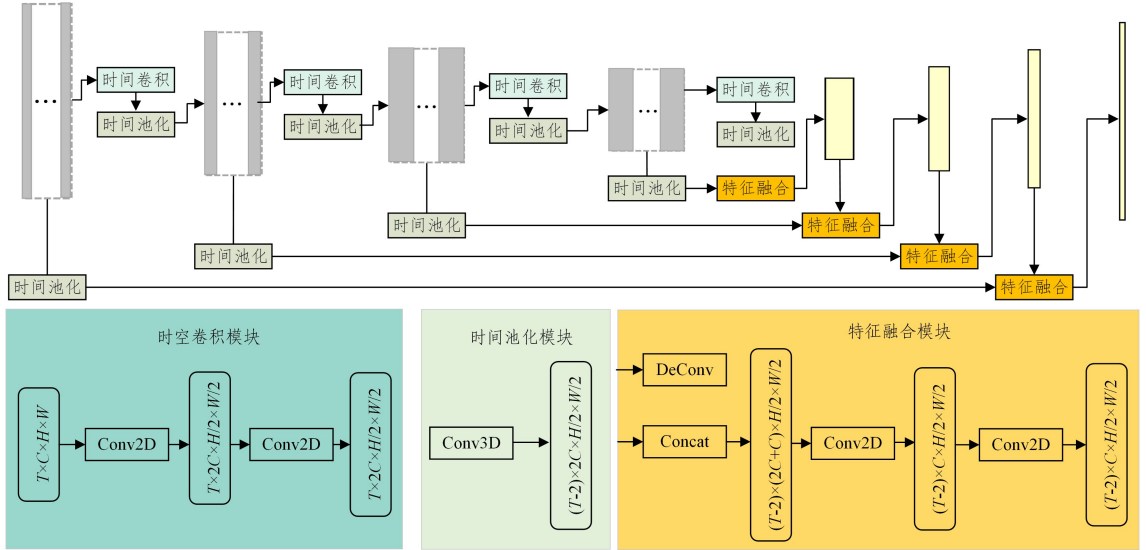 ...
...
...
...
时间卷积
时间卷积
时间卷积
时间卷积
时间池化
时间池化
时间池化
时间池化
时间池化
特征融合
时间池化
特征融合
时间池化
特征融合
时间池化
特征融合
时空卷积模块
T×C×H×W
Conv2D
T×2C×H/2×W/2
Conv2D
T×2C×H/2×W/2
时间池化模块
Conv3D
(T-2)×2C×H/2×W/2
特征融合模块
DeConv
Concat
(T-2)×(2C+C)×H/2×W/2
Conv2D
(T-2)×C×H/2×W/2
Conv2D
(T-2)×C×H/2×W/2